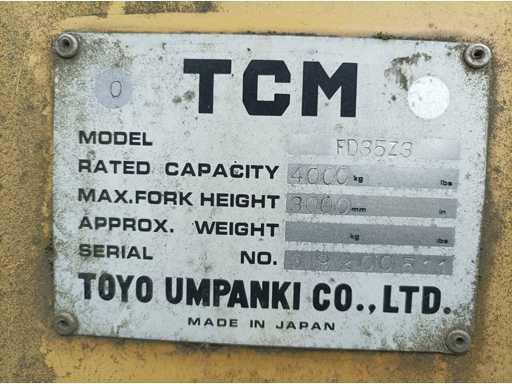 0 TCM
MODEL FD35Z3
RATED CAPACITY 4000 kg lbs
MAX. FORK HEIGHT 3000 mm in
APPROX. WEIGHT kg lbs
SERIAL NO.
TOYO UMPANKI CO., LTD.
MADE IN JAPAN